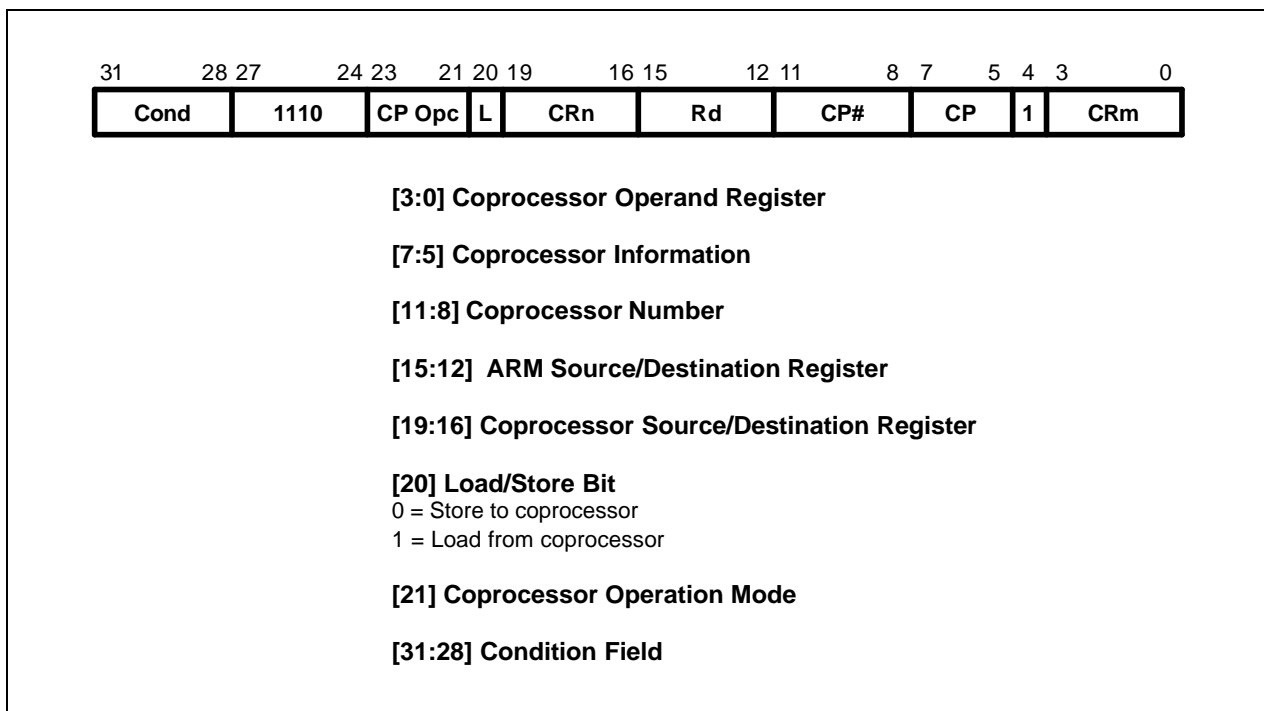 31 28 27 24 23 21 20 19 16 15 12 11 8 7 5 4 3 0
Cond 1110 CP Opc L CRn Rd CP# CP 1 CRm
[3:0] Coprocessor Operand Register
[7:5] Coprocessor Information
[11:8] Coprocessor Number
[15:12] ARM Source/Destination Register
[19:16] Coprocessor Source/Destination Register
[20] Load/Store Bit
0 = Store to coprocessor
1 = Load from coprocessor
[21] Coprocessor Operation Mode
[31:28] Condition Field